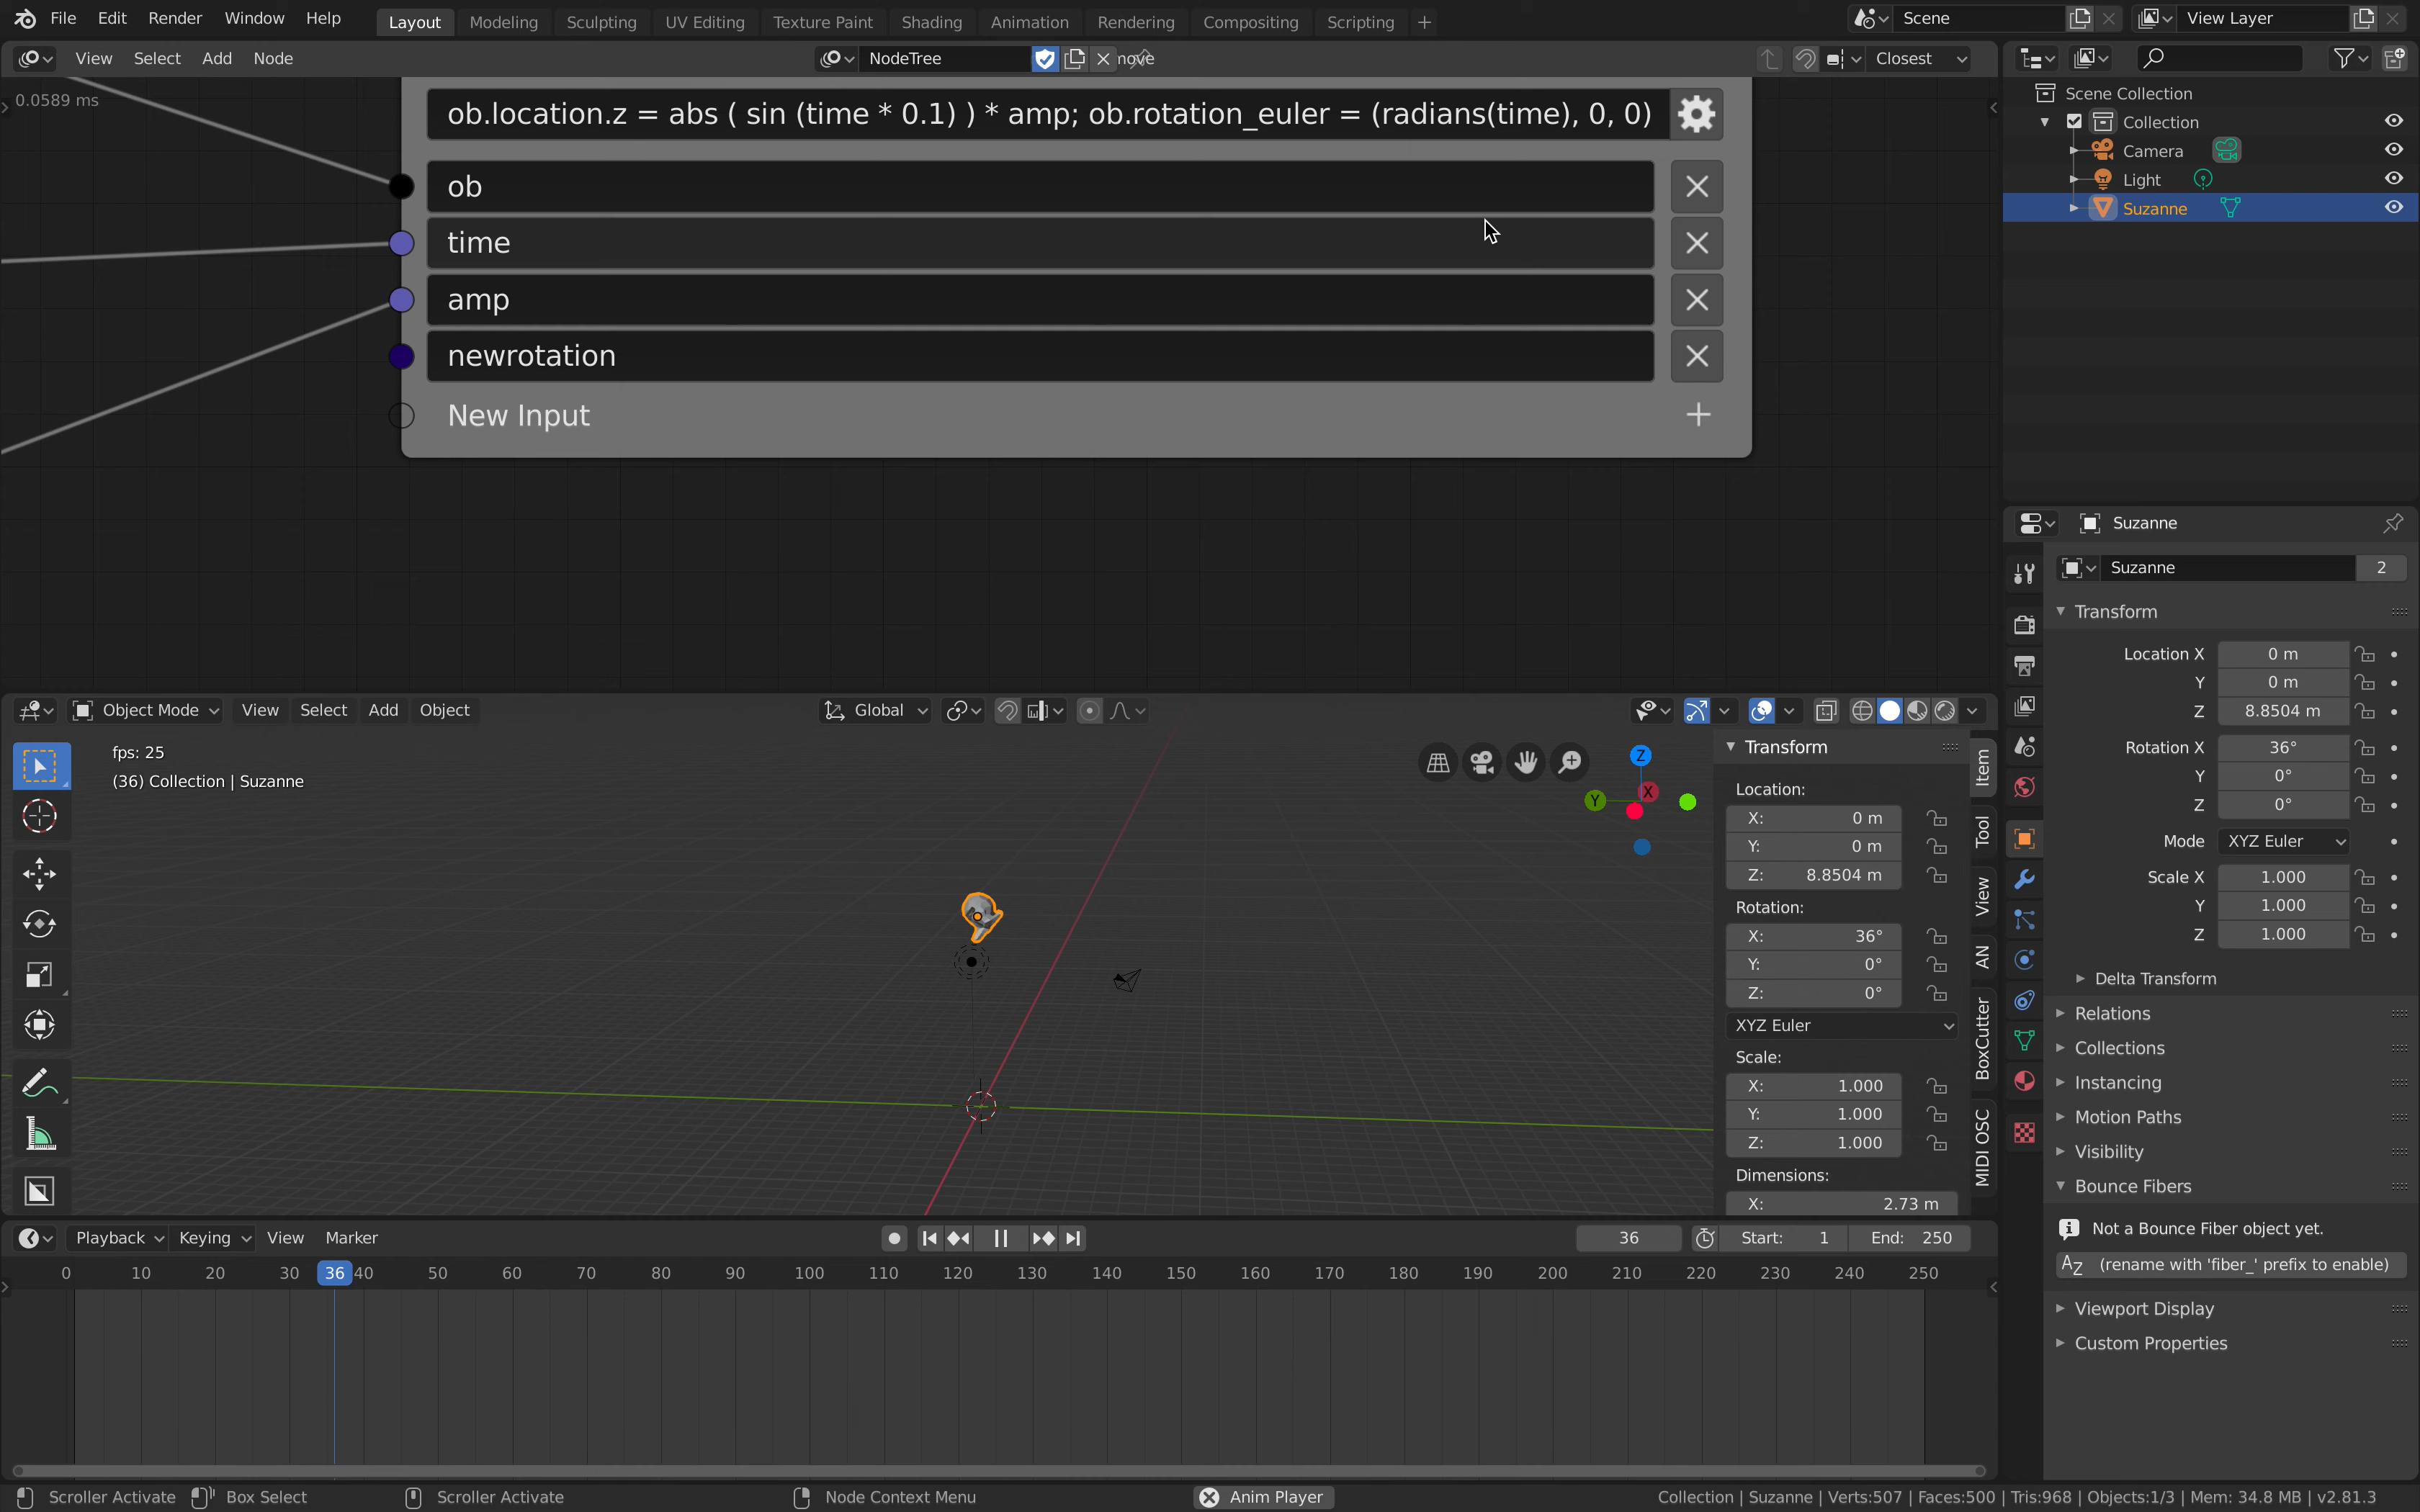 File Edit Render Window Help Layout Modeling Sculpting UV Editing Texture Paint Shading Animation Rendering Compositing Scripting + Scene View Layer
View Select Add Node NodeTree Closest
0.0589 ms
ob.location.z = abs ( sin (time * 0.1) ) * amp; ob.rotation_euler = (radians(time), 0, 0)
ob
time
amp
newrotation
New Input
Scene Collection
Collection
Camera
Light
Suzanne
Suzanne
Suzanne 2
Transform
Location X 0 m
Y 0 m
Z 8.8504 m
Rotation X 36°
Y 0°
Z 0°
Mode XYZ Euler
Scale X 1.000
Y 1.000
Z 1.000
Delta Transform
Relations
Collections
Instancing
Motion Paths
Visibility
Bounce Fibers
Not a Bounce Fiber object yet.
(rename with 'fiber_' prefix to enable)
Viewport Display
Custom Properties
Object Mode View Select Add Object Global
fps: 25
(36) Collection | Suzanne
Z
Y
X
Transform
Location:
X: 0 m
Y: 0 m
Z: 8.8504 m
Rotation:
X: 36°
Y: 0°
Z: 0°
XYZ Euler
Scale:
X: 1.000
Y: 1.000
Z: 1.000
Dimensions:
X: 2.73 m
Item
Tool
View
AN
BoxCutter
MIDI OSC
Playback Keying View Marker 36 Start: 1 End: 250
0 10 20 30 36 40 50 60 70 80 90 100 110 120 130 140 150 160 170 180 190 200 210 220 230 240 250
Scroller Activate Box Select Scroller Activate Node Context Menu Anim Player Collection | Suzanne | Verts:507 | Faces:500 | Tris:968 | Objects:1/3 | Mem: 34.8 MB | v2.81.3